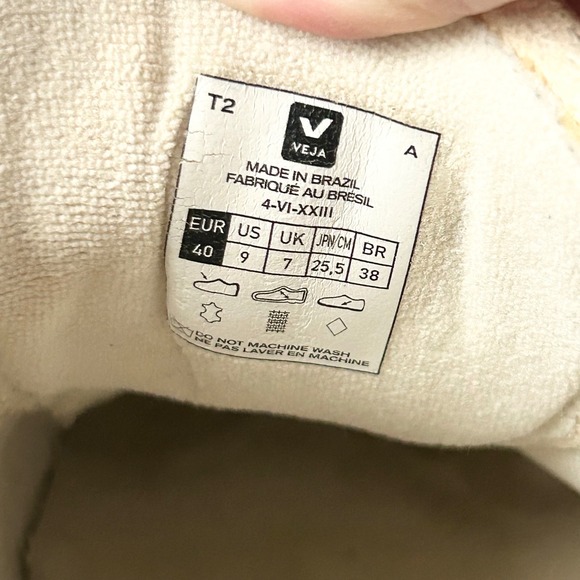 T2
VEJA
A
MADE IN BRAZIL
FABRIQUÉ AU BRÉSIL
4-VI-XXIII
EUR US UK JPN/CM BR
40 9 7 25,5 38
DO NOT MACHINE WASH
NE PAS LAVER EN MACHINE